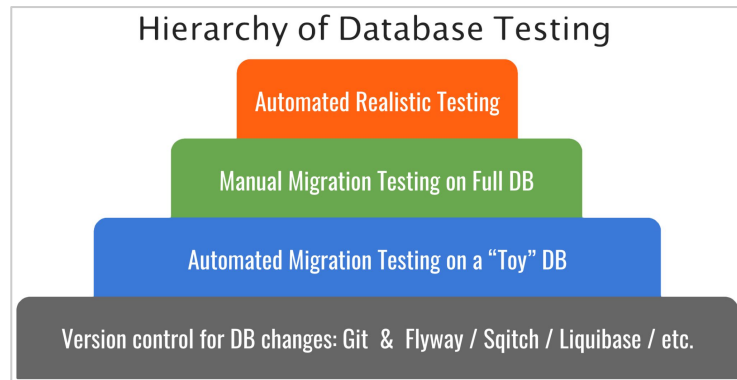 Hierarchy of Database Testing
Automated Realistic Testing
Manual Migration Testing on Full DB
Automated Migration Testing on a “Toy” DB
Version control for DB changes: Git & Flyway / Sqitch / Liquibase / etc.